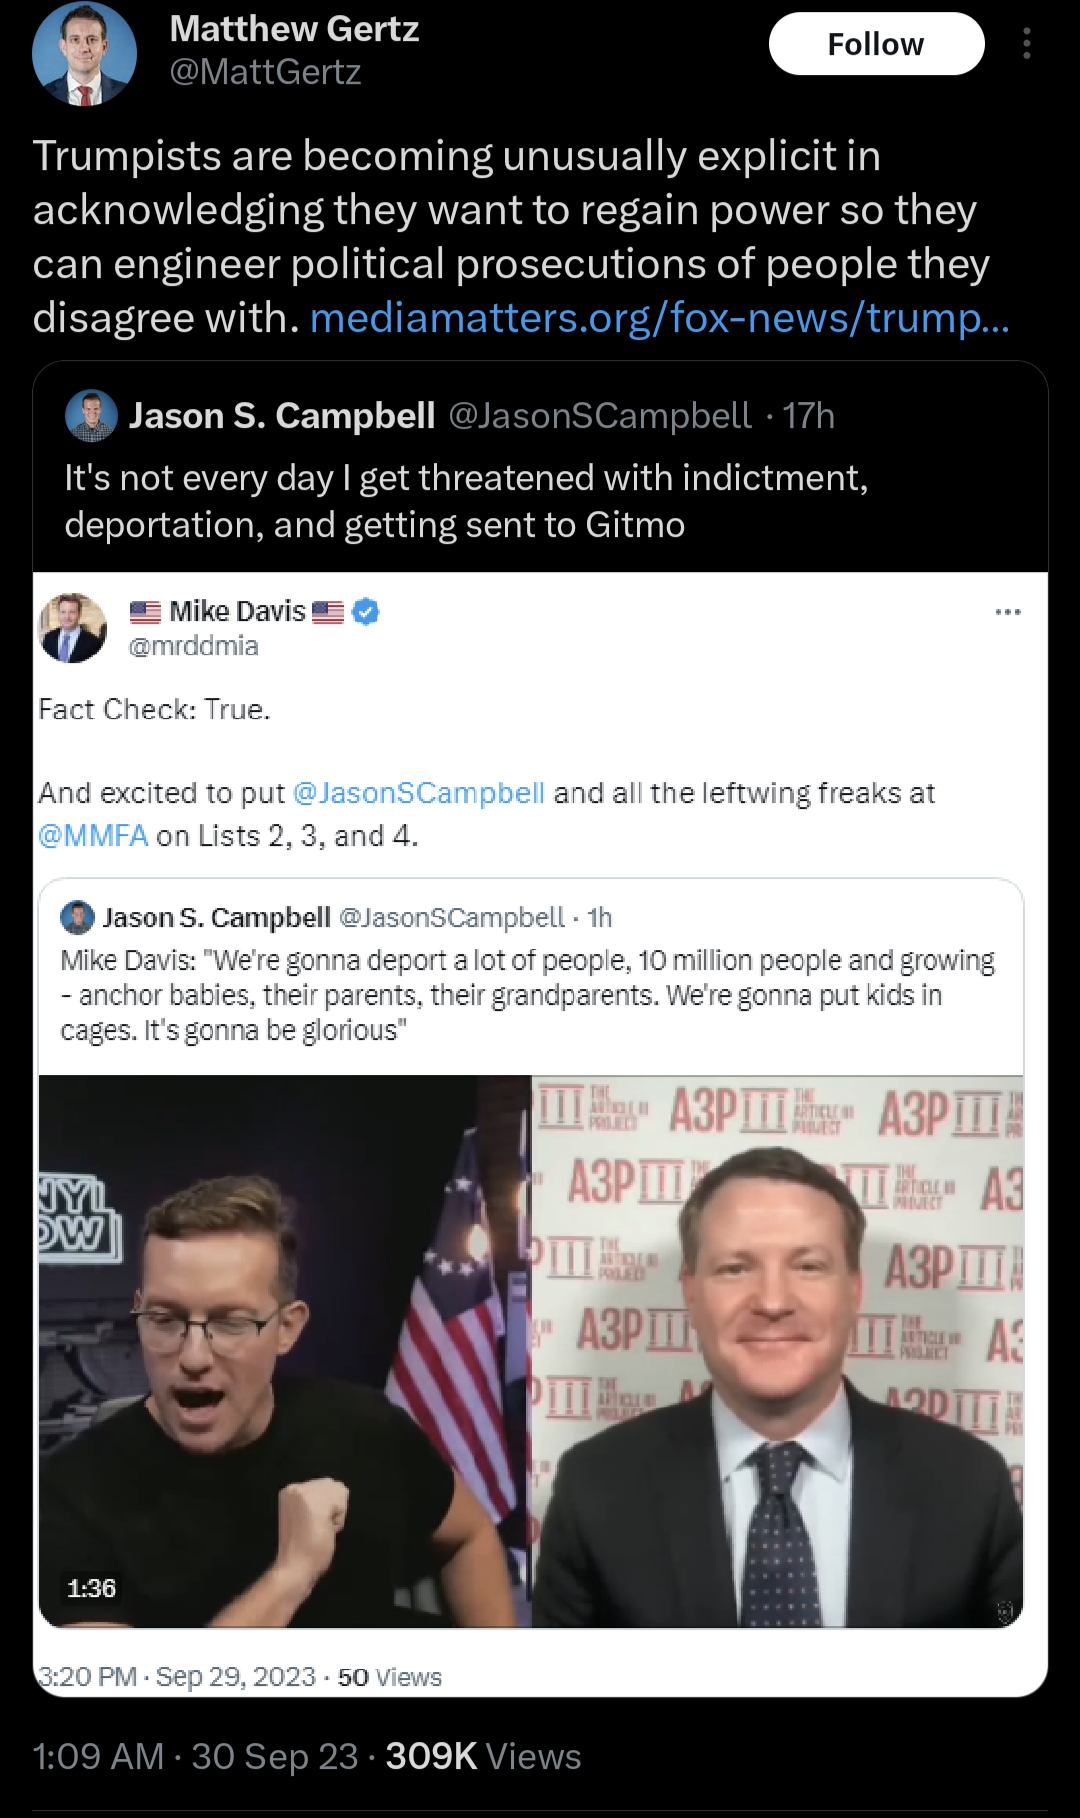 Matthew Gertz
@MattGertz
Follow
Trumpists are becoming unusually explicit in
acknowledging they want to regain power so they
can engineer political prosecutions of people they
disagree with. mediamatters.org/fox-news/trump...
Jason S. Campbell @JasonSCampbell · 17h
It's not every day I get threatened with indictment,
deportation, and getting sent to Gitmo
Mike Davis
@mrddmia
Fact Check: True.
And excited to put @JasonSCampbell and all the leftwing freaks at
@MMFA on Lists 2, 3, and 4.
Jason S. Campbell @JasonSCampbell · 1h
Mike Davis: "We're gonna deport a lot of people, 10 million people and growing
- anchor babies, their parents, their grandparents. We're gonna put kids in
cages. It's gonna be glorious"
A3P III THE ARTICLE III PROJECT
1:36
3:20 PM · Sep 29, 2023 · 50 Views
1:09 AM · 30 Sep 23 · 309K Views